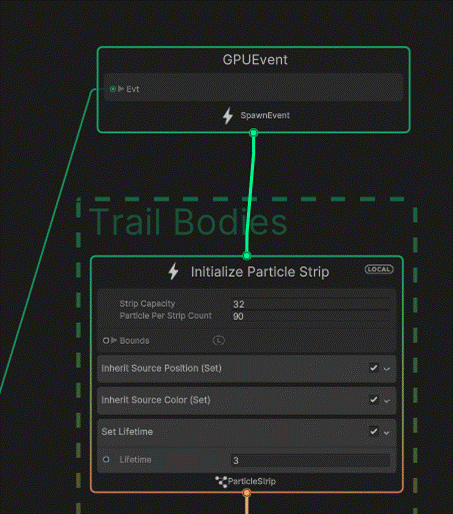 GPUEvent
Evt
SpawnEvent
Trail Bodies
Initialize Particle Strip
LOCAL
Strip Capacity 32
Particle Per Strip Count 90
Bounds L
Inherit Source Position (Set)
Inherit Source Color (Set)
Set Lifetime
Lifetime 3
ParticleStrip